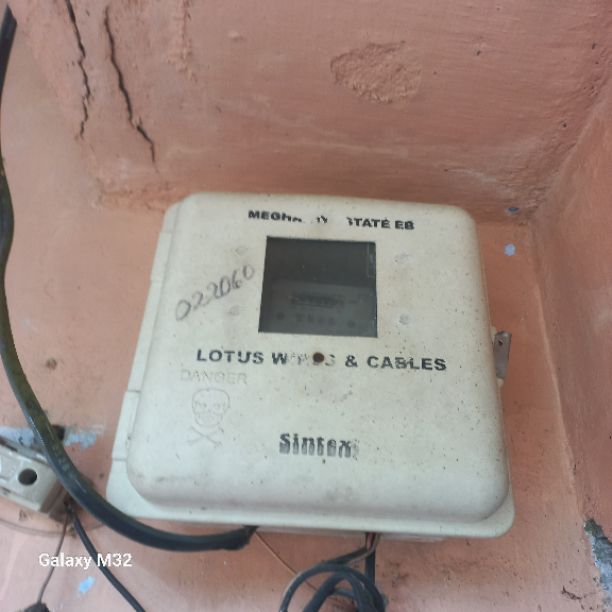 STATE EB
022060
LOTUS & CABLES
DANGER
Sintex
Galaxy M32